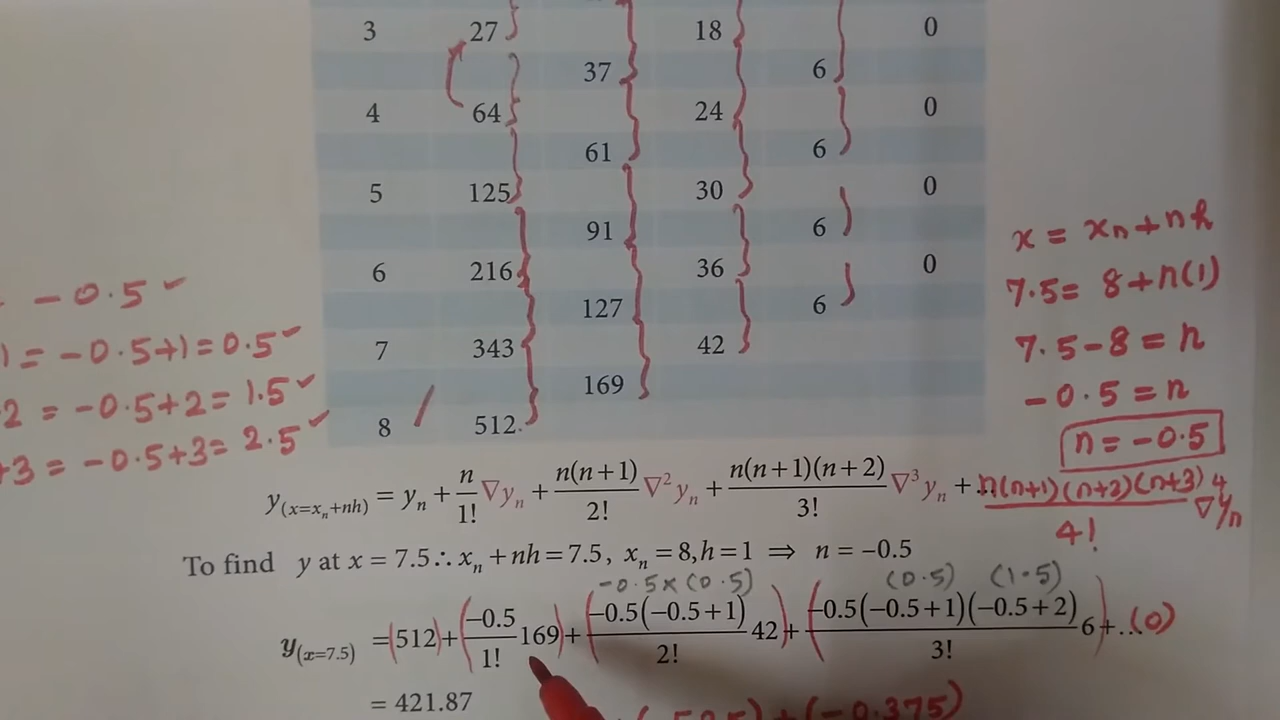 3 27 18 0
37 6
4 64 24 0
61 6
5 125 30 0
91 6
6 216 36 0
127 6
7 343 42
169
8 512.
- 0.5 ✓
1 = -0.5+1 = 0.5 ✓
2 = -0.5+2 = 1.5 ✓
+3 = -0.5+3 = 2.5 ✓
x = xn + nh
7.5 = 8 + n(1)
7.5 - 8 = n
-0.5 = n
n = -0.5
y(x=xn+nh) = yn + n/1! ∇yn + n(n+1)/2! ∇²yn + n(n+1)(n+2)/3! ∇³yn + ... n(n+1)(n+2)(n+3)/4! ∇⁴yn
To find y at x = 7.5 ∴ xn + nh = 7.5, xn = 8, h = 1 ⇒ n = −0.5
-0.5×(0.5) (0.5) (1.5)
y(x=7.5) = (512) + (−0.5/1! 169) + (−0.5(−0.5+1)/2! 42) + (−0.5(−0.5+1)(−0.5+2)/3! 6) + ..(0)
= 421.87
+ (-0.375)